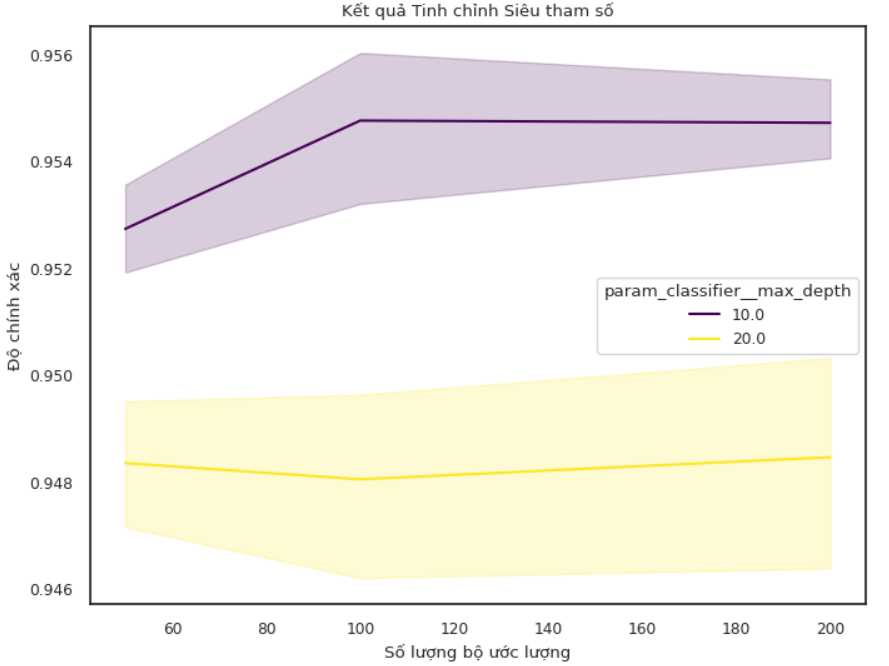 Kết quả Tinh chỉnh Siêu tham số
0.956
0.954
0.952
0.950
0.948
0.946
Độ chính xác
param_classifier__max_depth
10.0
20.0
60 80 100 120 140 160 180 200
Số lượng bộ ước lượng